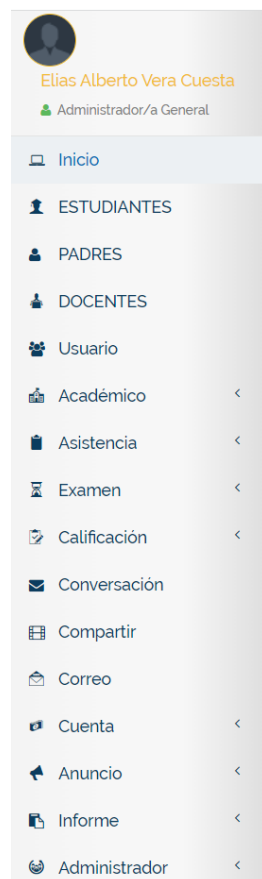 Elias Alberto Vera Cuesta
Administrador/a General
Inicio
ESTUDIANTES
PADRES
DOCENTES
Usuario
Académico
Asistencia
Examen
Calificación
Conversación
Compartir
Correo
Cuenta
Anuncio
Informe
Administrador